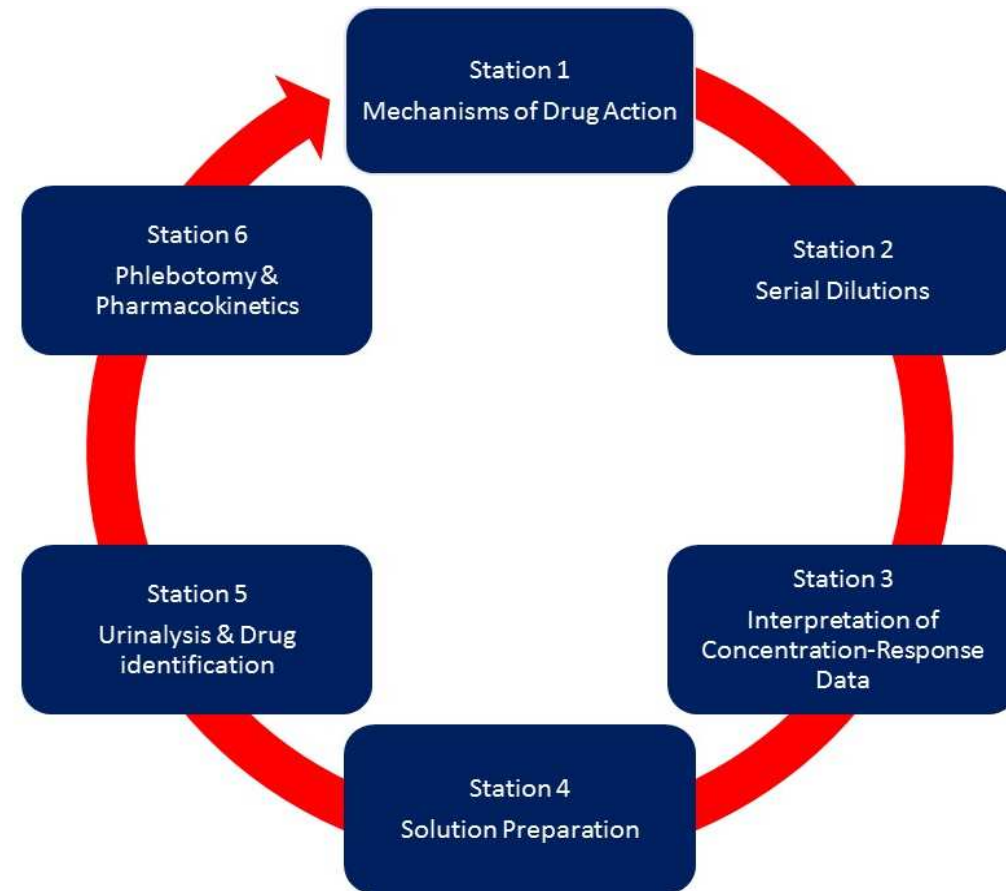 Station 1
Mechanisms of Drug Action
Station 2
Serial Dilutions
Station 3
Interpretation of
Concentration-Response
Data
Station 4
Solution Preparation
Station 5
Urinalysis & Drug
identification
Station 6
Phlebotomy &
Pharmacokinetics